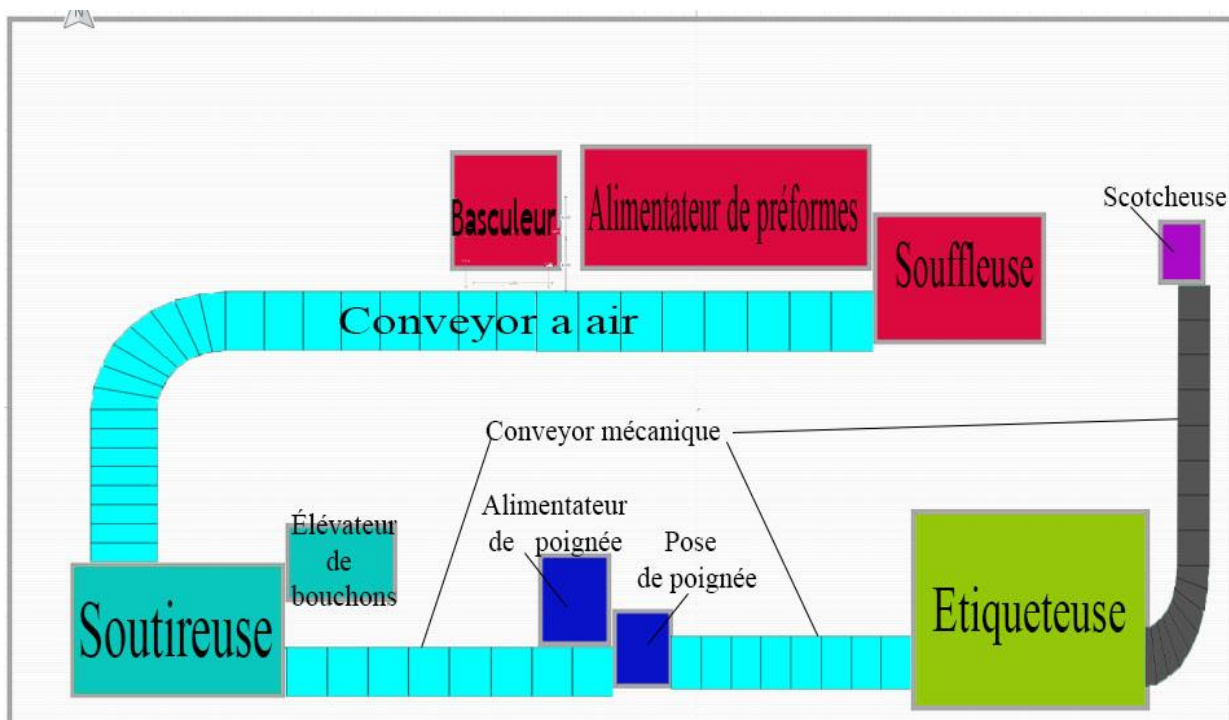 N
Basculeur
Alimentateur de préformes
Scotcheuse
Souffleuse
Conveyor a air
Conveyor mécanique
Alimentateur
de poignée
Pose
de poignée
Élévateur
de
bouchons
Soutireuse
Etiqueteuse